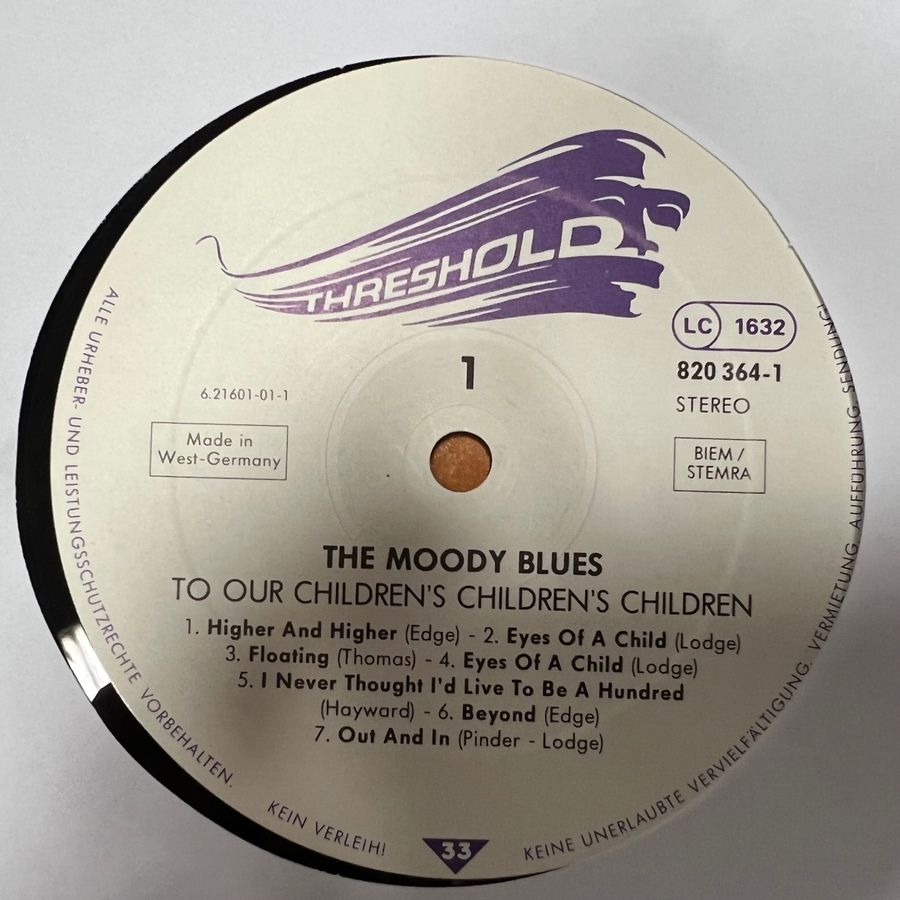 THRESHOLD
LC 1632
820 364-1
STEREO
1
6.21601-01-1
Made in
West-Germany
BIEM /
STEMRA
THE MOODY BLUES
TO OUR CHILDREN'S CHILDREN'S CHILDREN
1. Higher And Higher (Edge) - 2. Eyes Of A Child (Lodge)
3. Floating (Thomas) - 4. Eyes Of A Child (Lodge)
5. I Never Thought I'd Live To Be A Hundred
(Hayward) - 6. Beyond (Edge)
7. Out And In (Pinder - Lodge)
33
ALLE URHEBER- UND LEISTUNGSSCHUTZRECHTE VORBEHALTEN.
KEIN VERLEIH!
KEINE UNERLAUBTE VERVIELFÄLTIGUNG, VERMIETUNG, AUFFÜHRUNG, SENDUNG!